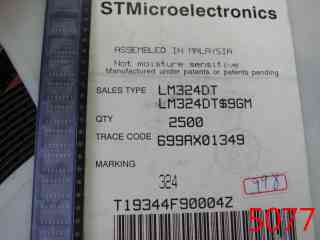 STMicroelectronics
ASSEMBLED IN MALAYSIA
Not moisture sensitive
Manufactured under patents or patents pending
SALES TYPE LM324DT
LM324DT$9GM
QTY 2500
TRACE CODE 699AX01349
MARKING
324
998
T19344F90004Z
5077